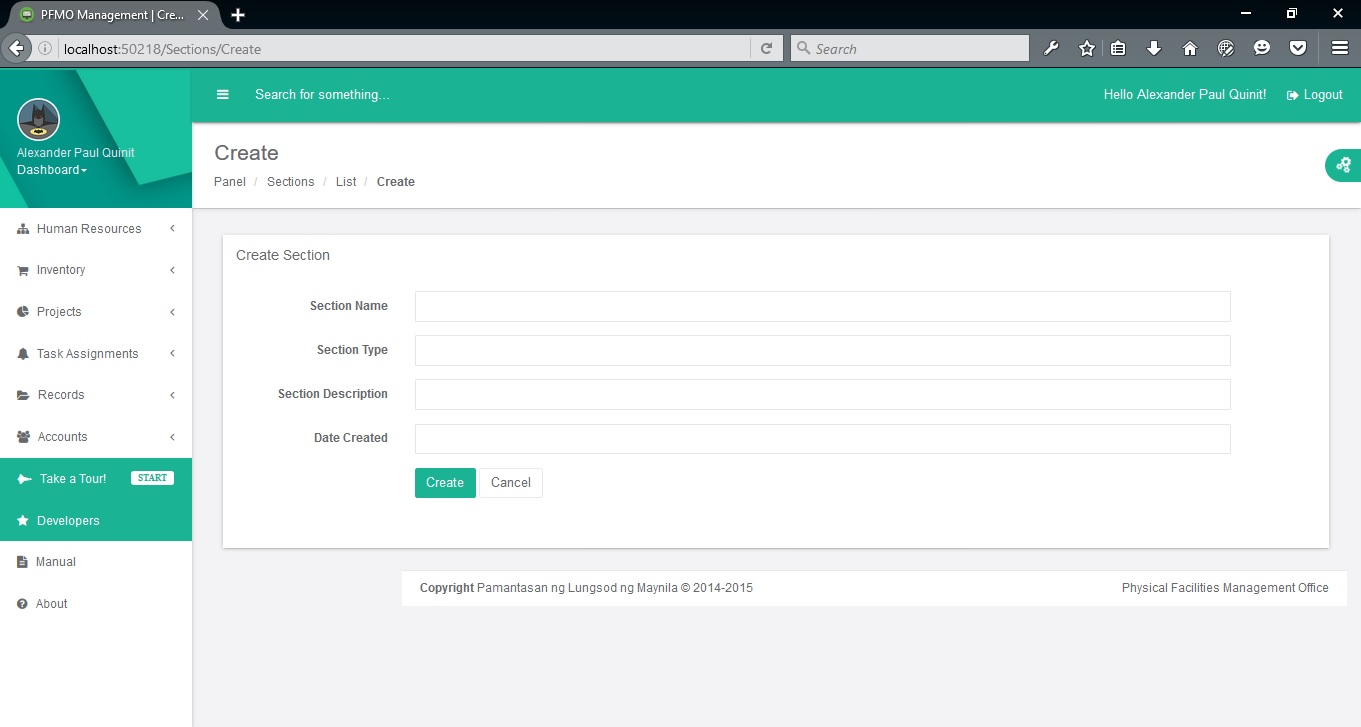 PFMO Management | Cre...
localhost:50218/Sections/Create
Search
Alexander Paul Quinit
Dashboard
Search for something...
Hello Alexander Paul Quinit!
Logout
Create
Panel / Sections / List / Create
Human Resources
Inventory
Projects
Task Assignments
Records
Accounts
Take a Tour! START
Developers
Manual
About
Create Section
Section Name
Section Type
Section Description
Date Created
Create Cancel
Copyright Pamantasan ng Lungsod ng Maynila © 2014-2015
Physical Facilities Management Office